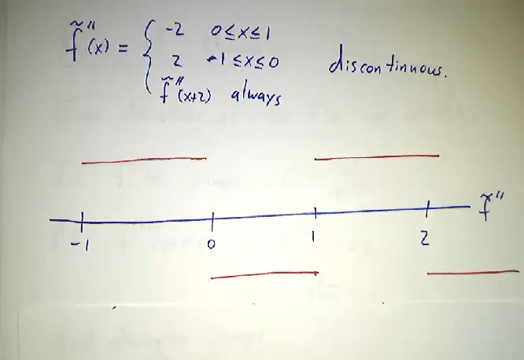 f̃''(x) = { -2 0≤x≤1
2 -1≤x≤0
f̃''(x+2) always
discontinuous.
f̃''
-1 0 1 2